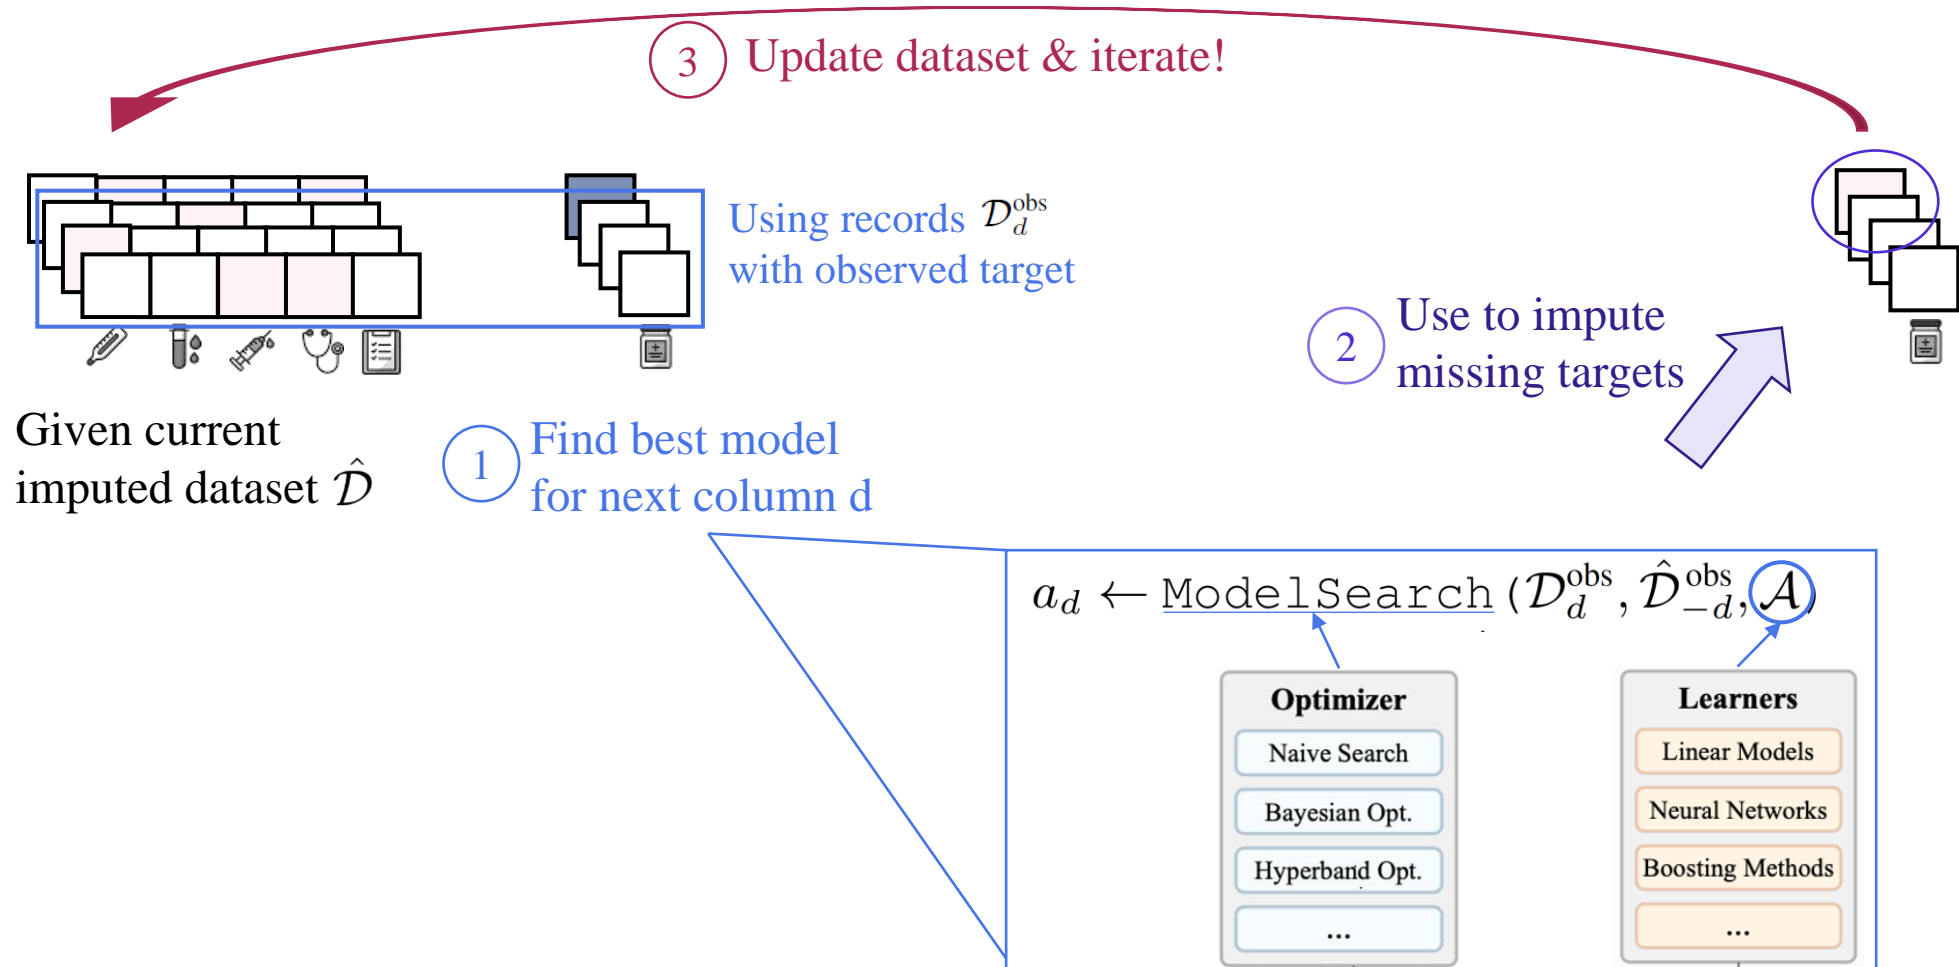 3 Update dataset & iterate!
Using records 𝒟_d^obs
with observed target
2 Use to impute
missing targets
Given current
imputed dataset 𝒟̂
1 Find best model
for next column d
a_d ← ModelSearch(𝒟_d^obs, 𝒟̂_{-d}^obs, 𝒜)
Optimizer
Naive Search
Bayesian Opt.
Hyperband Opt.
...
Learners
Linear Models
Neural Networks
Boosting Methods
...